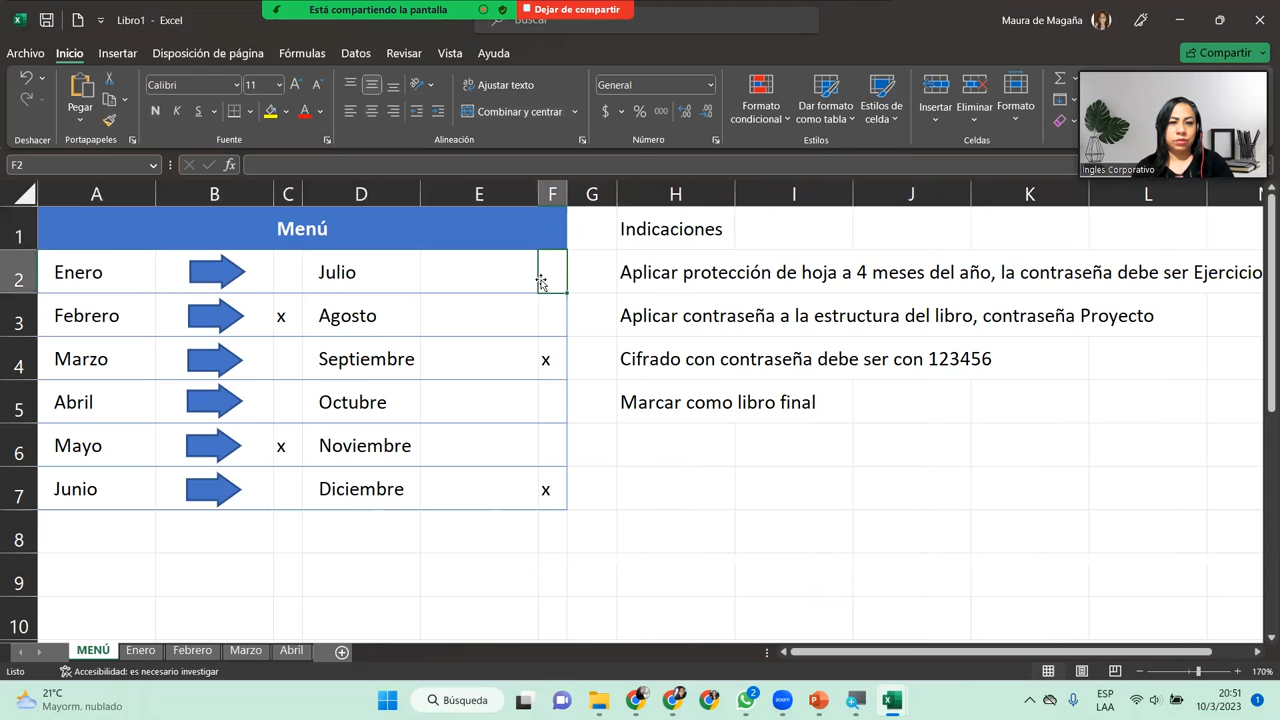 Está compartiendo la pantalla
Dejar de compartir
Libro1 - Excel
Buscar
Maura de Magaña
Archivo
Inicio
Insertar
Disposición de página
Fórmulas
Datos
Revisar
Vista
Ayuda
Compartir
Pegar
Calibri
11
N K S
Ajustar texto
Combinar y centrar
General
$ % 000
Formato condicional
Dar formato como tabla
Estilos de celda
Insertar
Eliminar
Formato
Deshacer
Portapapeles
Fuente
Alineación
Número
Estilos
Celdas
Ingles Corporativo
F2
fx
A B C D E F G H I J K L
1 Menú Indicaciones
2 Enero Julio Aplicar protección de hoja a 4 meses del año, la contraseña debe ser Ejercicio
3 Febrero x Agosto Aplicar contraseña a la estructura del libro, contraseña Proyecto
4 Marzo Septiembre x Cifrado con contraseña debe ser con 123456
5 Abril Octubre Marcar como libro final
6 Mayo x Noviembre
7 Junio Diciembre x
8
9
10
MENÚ Enero Febrero Marzo Abril
Listo
Accesibilidad: es necesario investigar
170%
21°C
Mayorm. nublado
Búsqueda
2
zoom
ESP
LAA
20:51
10/3/2023
1